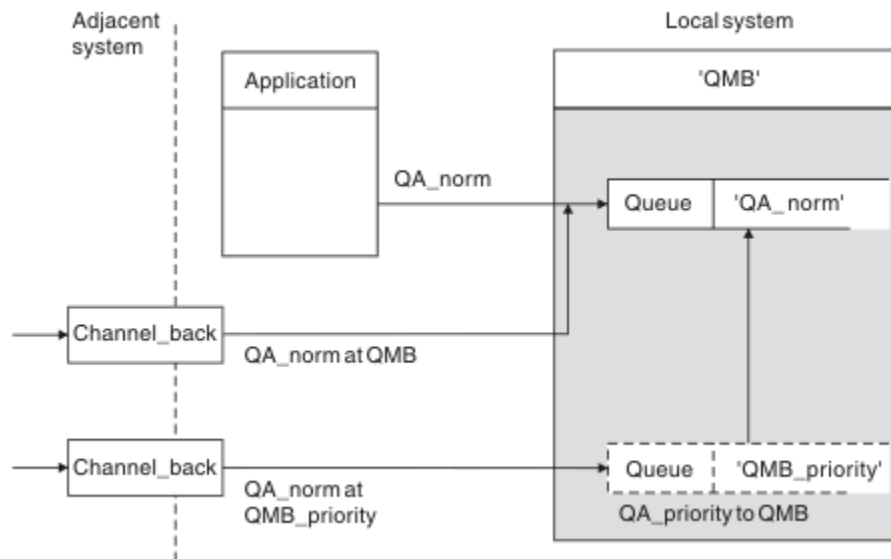 Adjacent
system
Local system
Application
'QMB'
QA_norm
Queue
'QA_norm'
Channel_back
QA_norm at QMB
Channel_back
QA_norm at
QMB_priority
Queue
'QMB_priority'
QA_priority to QMB